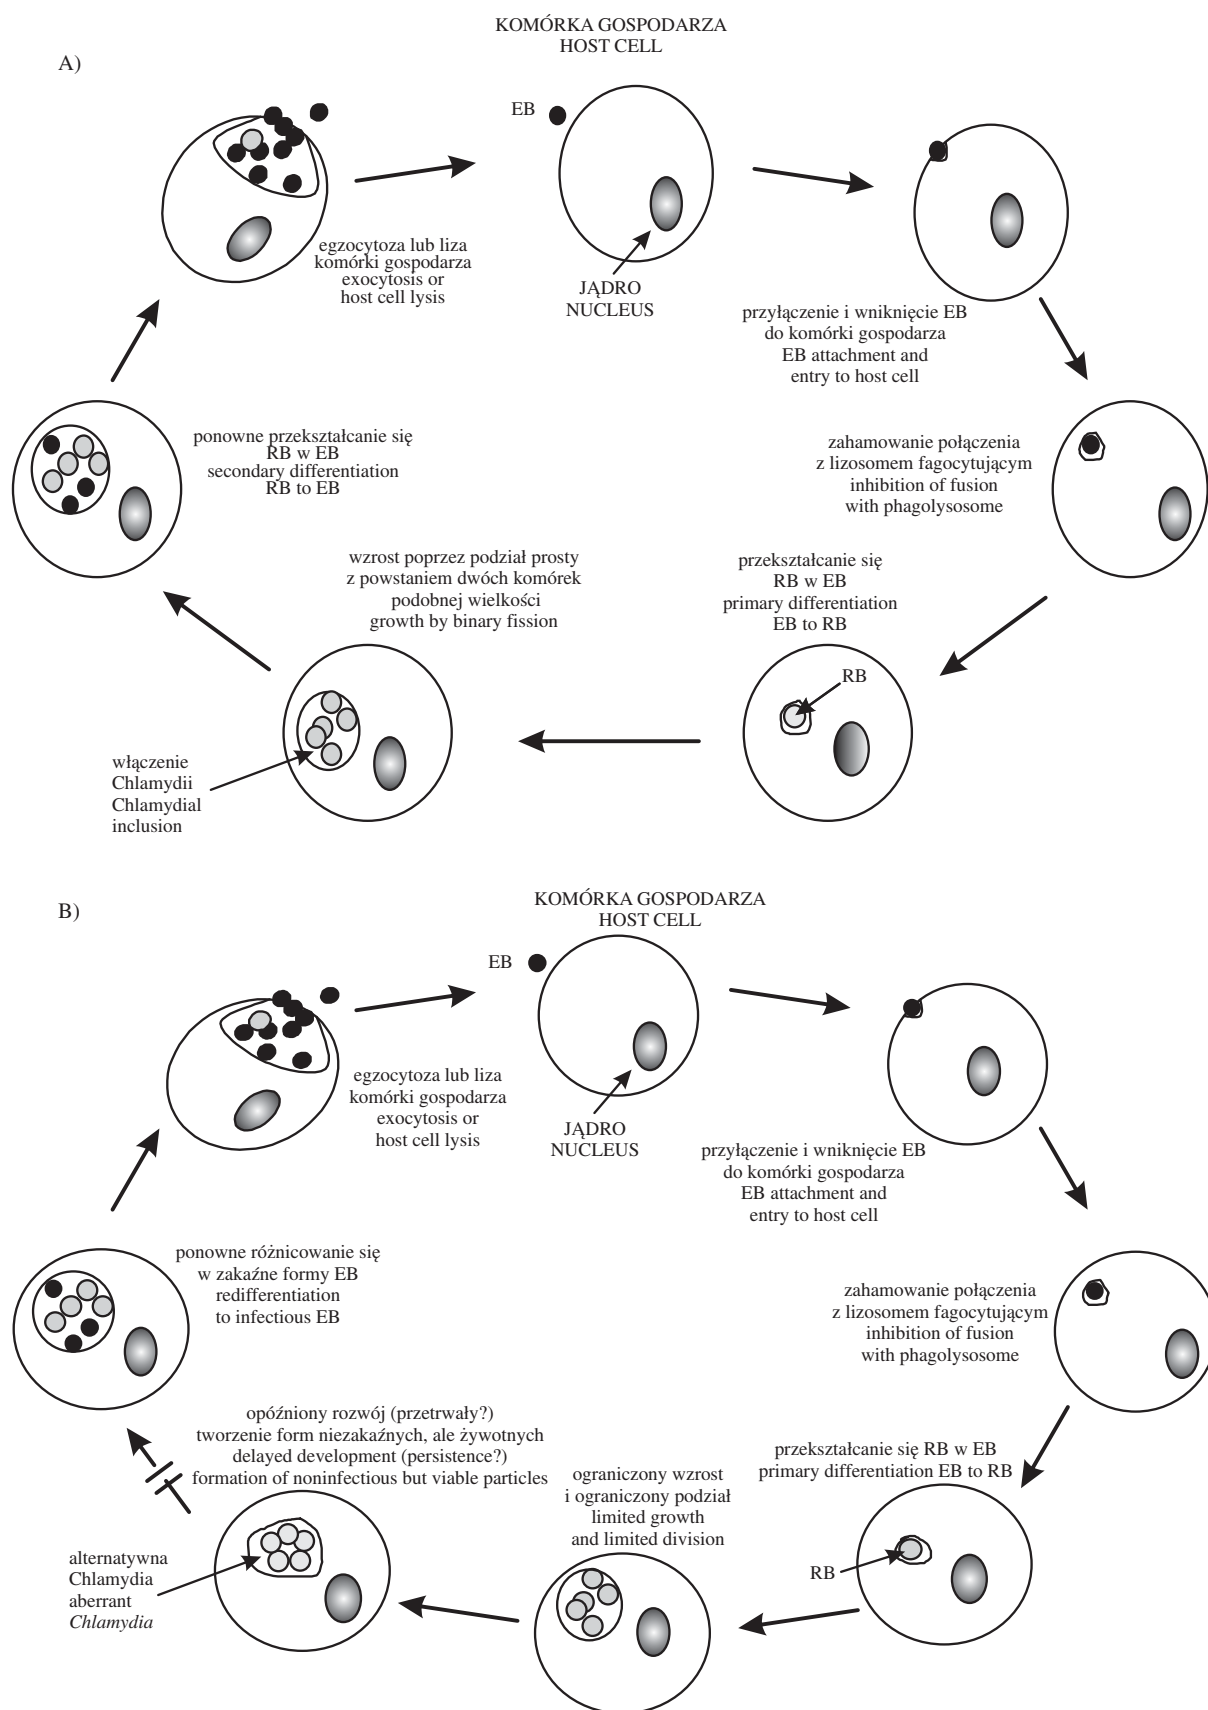 A)
KOMÓRKA GOSPODARZA
HOST CELL
EB
JĄDRO
NUCLEUS
egzocytoza lub liza
komórki gospodarza
exocytosis or
host cell lysis
przyłączenie i wniknięcie EB
do komórki gospodarza
EB attachment and
entry to host cell
ponowne przekształcanie się
RB w EB
secondary differentiation
RB to EB
zahamowanie połączenia
z lizosomem fagocytującym
inhibition of fusion
with phagolysosome
wzrost poprzez podział prosty
z powstaniem dwóch komórek
podobnej wielkości
growth by binary fission
przekształcanie się
RB w EB
primary differentiation
EB to RB
RB
włączenie
Chlamydii
Chlamydial
inclusion
B)
KOMÓRKA GOSPODARZA
HOST CELL
EB
JĄDRO
NUCLEUS
egzocytoza lub liza
komórki gospodarza
exocytosis or
host cell lysis
przyłączenie i wniknięcie EB
do komórki gospodarza
EB attachment and
entry to host cell
ponowne różnicowanie się
w zakaźne formy EB
redifferentiation
to infectious EB
zahamowanie połączenia
z lizosomem fagocytującym
inhibition of fusion
with phagolysosome
opóźniony rozwój (przetrwały?)
tworzenie form niezakaźnych, ale żywotnych
delayed development (persistence?)
formation of noninfectious but viable particles
przekształcanie się RB w EB
primary differentiation EB to RB
ograniczony wzrost
i ograniczony podział
limited growth
and limited division
RB
alternatywna
Chlamydia
aberrant
Chlamydia